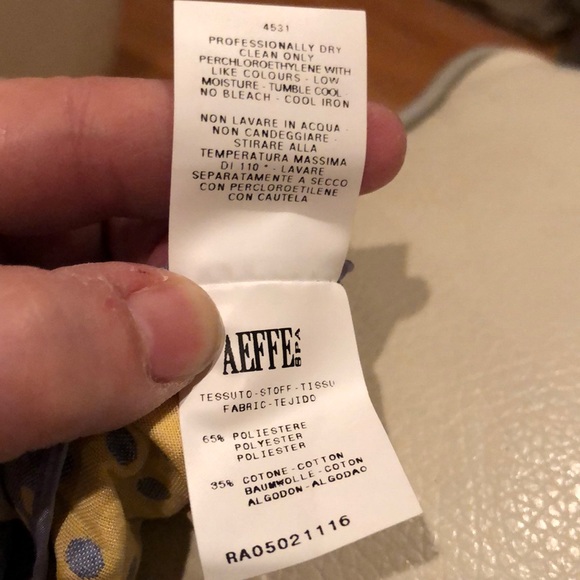 4531
PROFESSIONALLY DRY
CLEAN ONLY
PERCHLOROETHYLENE WITH
LIKE COLOURS - LOW
MOISTURE - TUMBLE COOL
NO BLEACH - COOL IRON
NON LAVARE IN ACQUA -
NON CANDEGGIARE -
STIRARE ALLA
TEMPERATURA MASSIMA
DI 110 ° - LAVARE
SEPARATAMENTE A SECCO
CON PERCLOROETILENE
CON CAUTELA
AEFFE SPA
TESSUTO-STOFF-TISSU
FABRIC-TEJIDO
65% POLIESTERE
POLYESTER
POLIESTER
35% COTONE-COTTON
BAUMWOLLE-COTON
ALGODON-ALGODAO
RA05021116